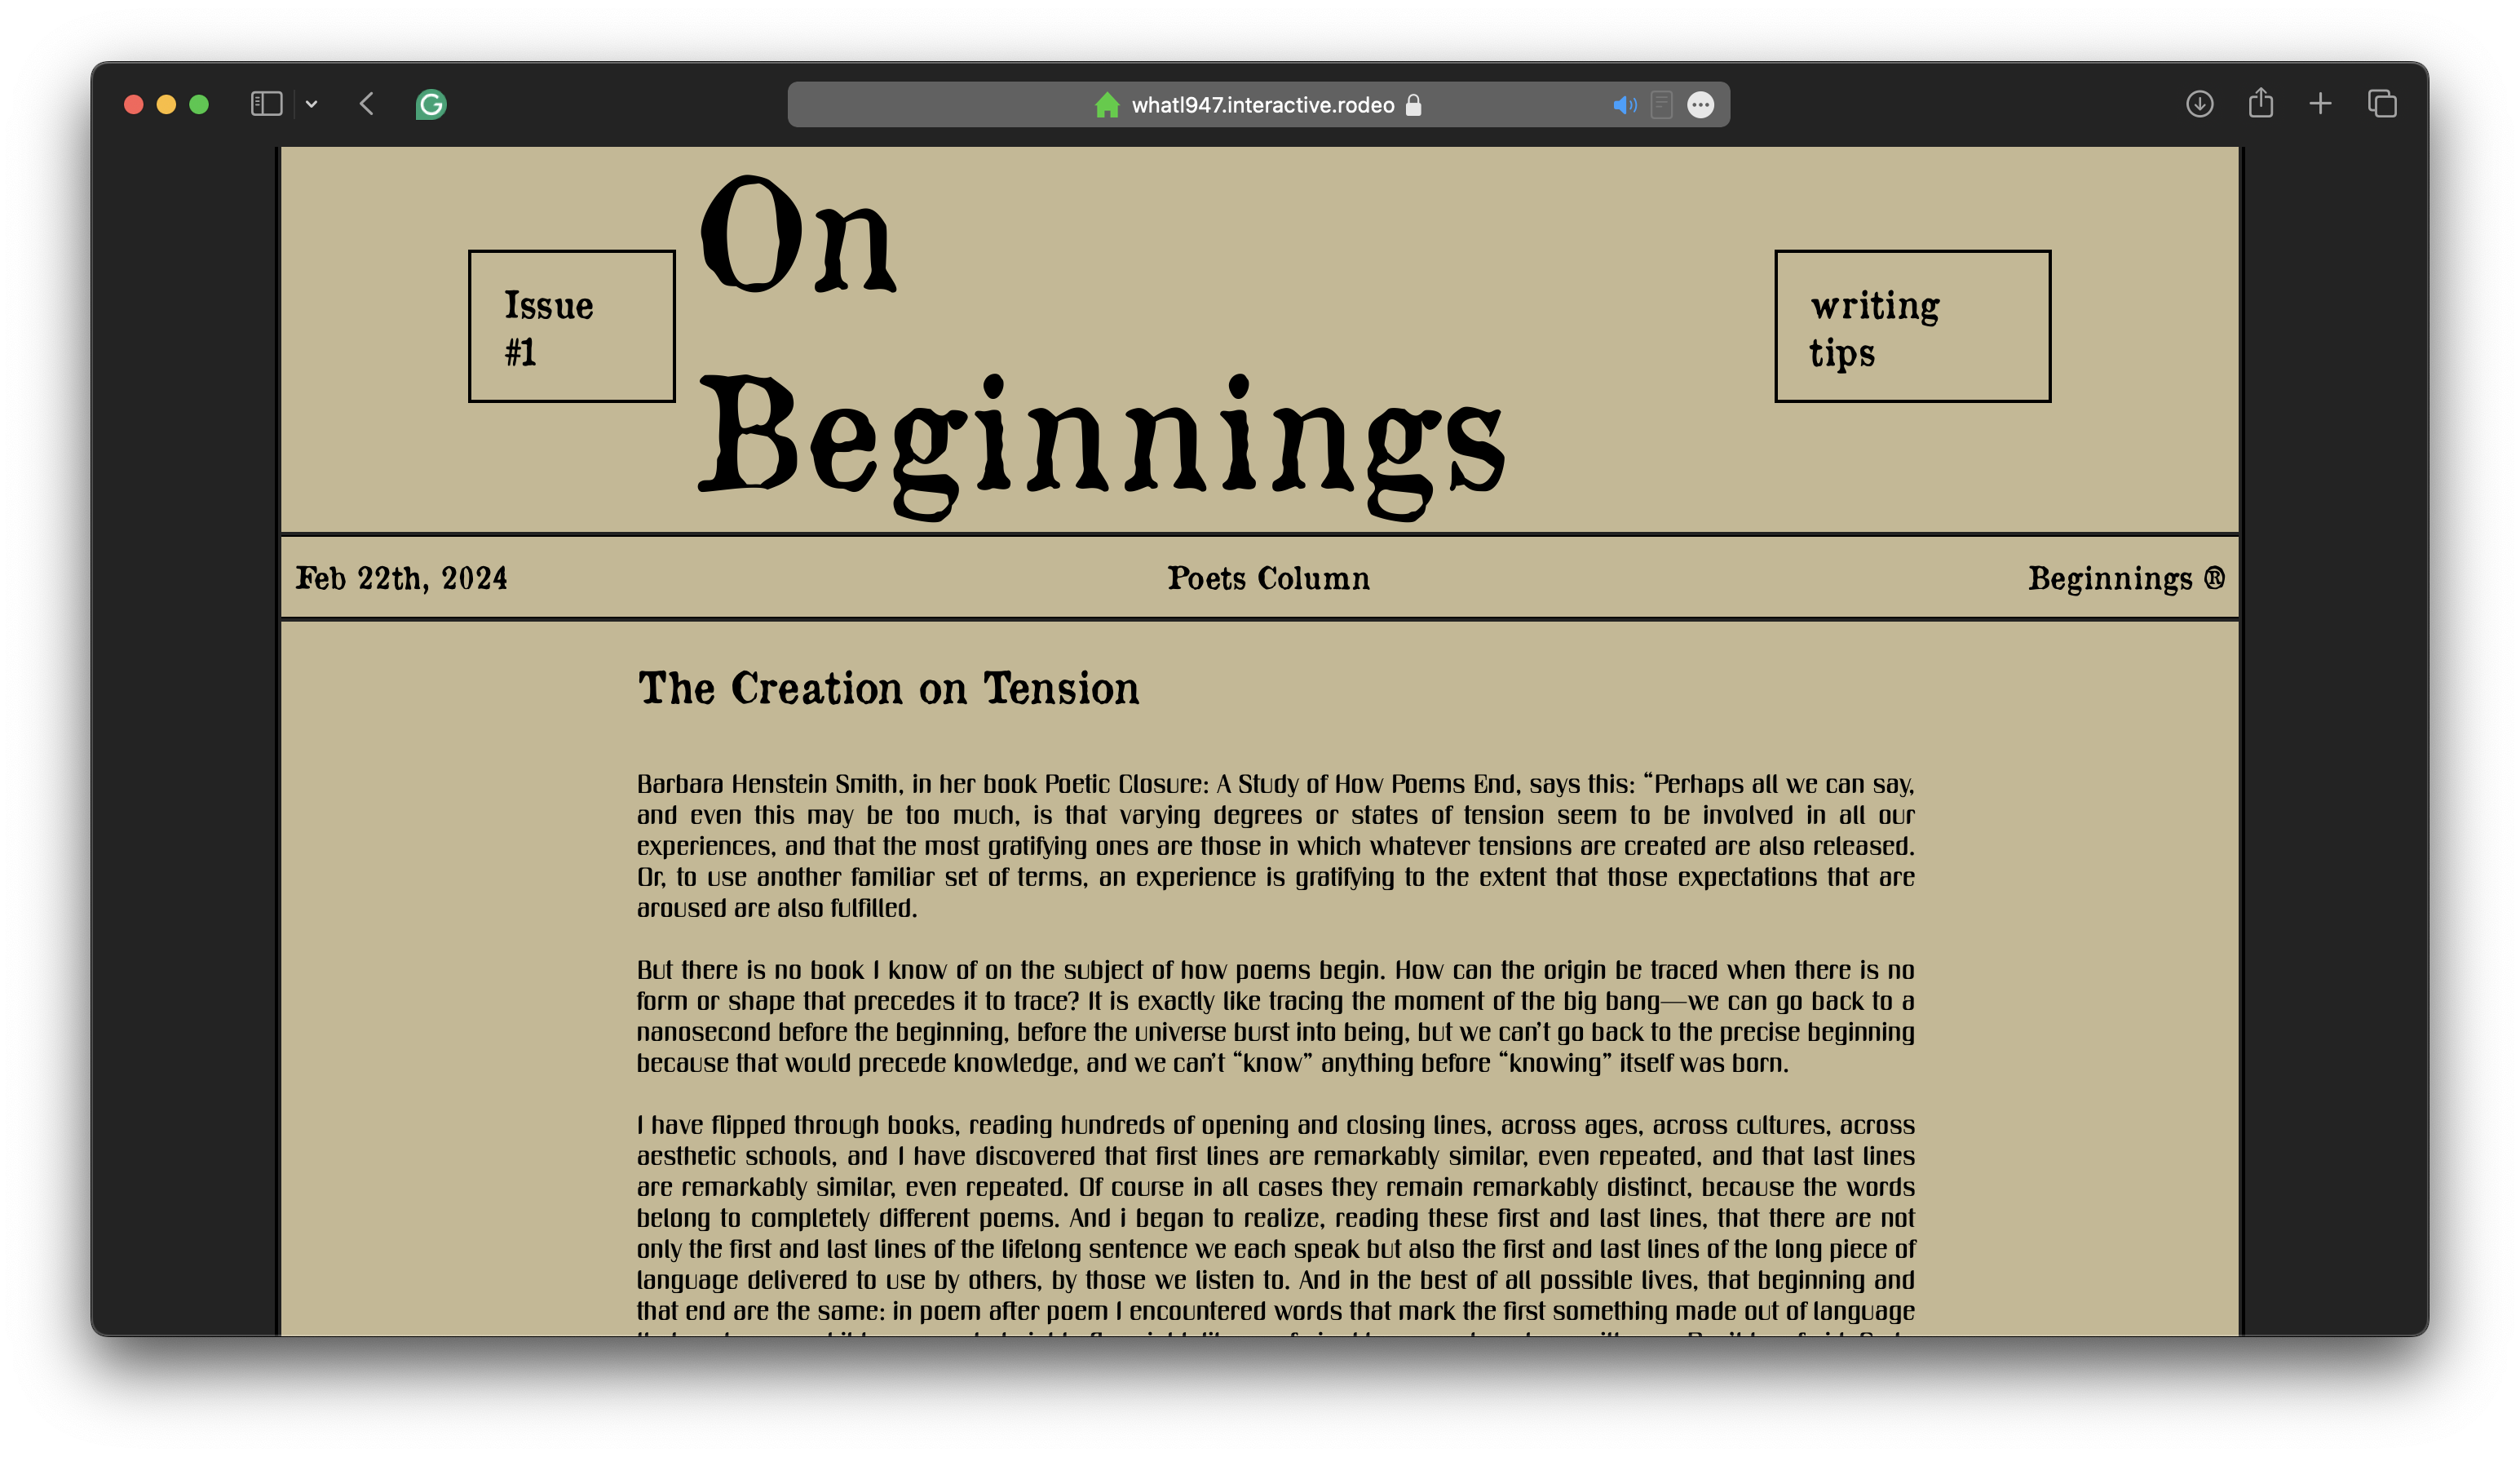 whatl947.interactive.rodeo
On
Beginnings
Issue
#1
writing
tips
Feb 22th, 2024
Poets Column
Beginnings ®
The Creation on Tension
Barbara Henstein Smith, in her book Poetic Closure: A Study of How Poems End, says this: “Perhaps all we can say,
and even this may be too much, is that varying degrees or states of tension seem to be involved in all our
experiences, and that the most gratifying ones are those in which whatever tensions are created are also released.
Or, to use another familiar set of terms, an experience is gratifying to the extent that those expectations that are
aroused are also fulfilled.
But there is no book I know of on the subject of how poems begin. How can the origin be traced when there is no
form or shape that precedes it to trace? It is exactly like tracing the moment of the big bang—we can go back to a
nanosecond before the beginning, before the universe burst into being, but we can’t go back to the precise beginning
because that would precede knowledge, and we can’t “know” anything before “knowing” itself was born.
I have flipped through books, reading hundreds of opening and closing lines, across ages, across cultures, across
aesthetic schools, and I have discovered that first lines are remarkably similar, even repeated, and that last lines
are remarkably similar, even repeated. Of course in all cases they remain remarkably distinct, because the words
belong to completely different poems. And i began to realize, reading these first and last lines, that there are not
only the first and last lines of the lifelong sentence we each speak but also the first and last lines of the long piece of
language delivered to use by others, by those we listen to. And in the best of all possible lives, that beginning and
that end are the same: in poem after poem I encountered words that mark the first something made out of language